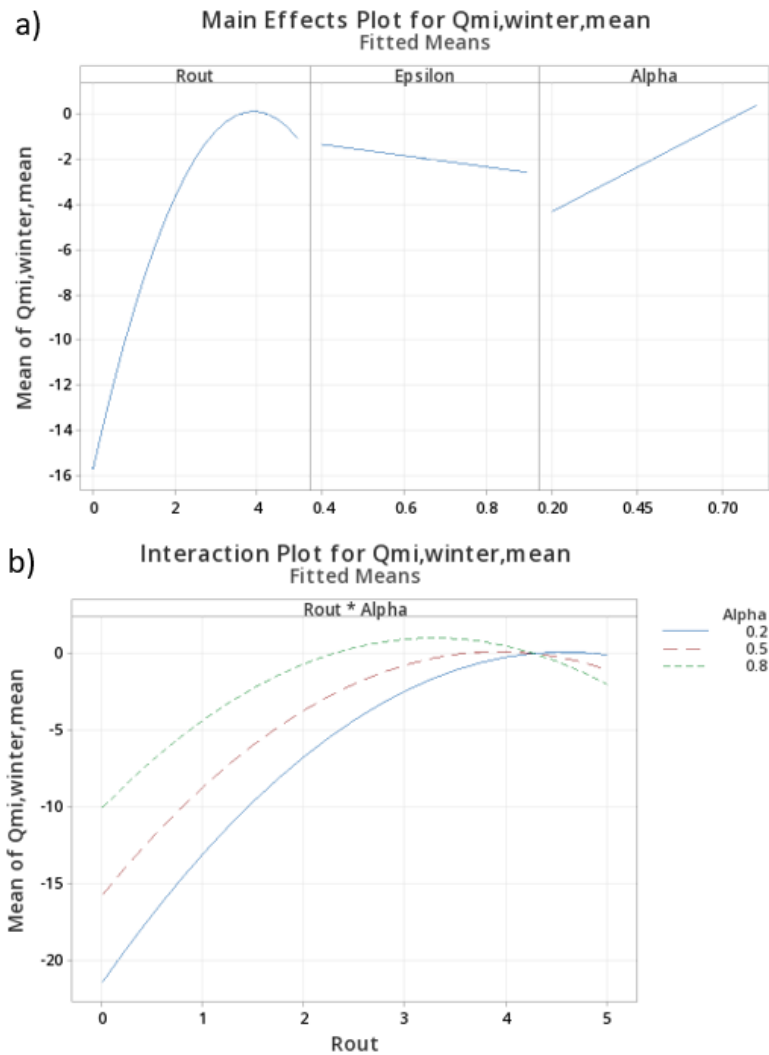 a)
Main Effects Plot for Qmi,winter,mean
Fitted Means
Rout Epsilon Alpha
Mean of Qmi,winter,mean
0
-2
-4
-6
-8
-10
-12
-14
-16
0 2 4 0.4 0.6 0.8 0.20 0.45 0.70
b)
Interaction Plot for Qmi,winter,mean
Fitted Means
Rout * Alpha
Alpha
0.2
0.5
0.8
Mean of Qmi,winter,mean
0
-5
-10
-15
-20
0 1 2 3 4 5
Rout